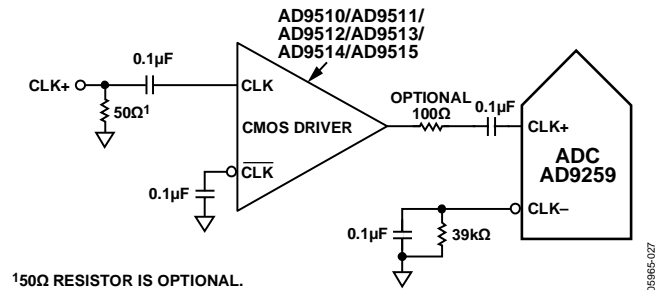 AD9510/AD9511/
AD9512/AD9513/
AD9514/AD9515
0.1µF
CLK+
50Ω¹
CLK
CMOS DRIVER
CLK
0.1µF
OPTIONAL
100Ω
0.1µF
CLK+
ADC
AD9259
CLK–
0.1µF
39kΩ
¹50Ω RESISTOR IS OPTIONAL.
05965-027